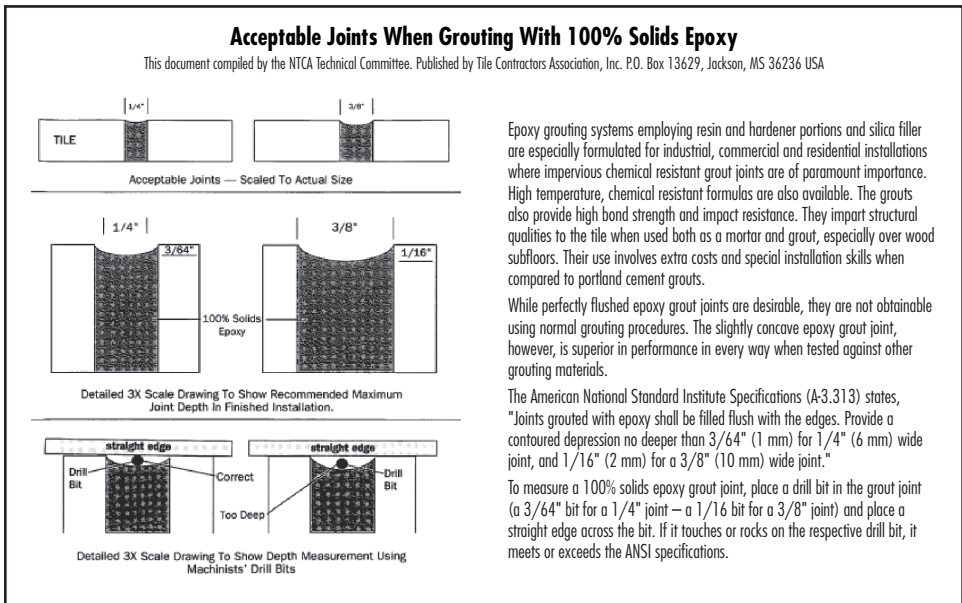 Acceptable Joints When Grouting With 100% Solids Epoxy
This document compiled by the NTCA Technical Committee. Published by Tile Contractors Association, Inc. P.O. Box 13629, Jackson, MS 36236 USA
1/4"
3/8"
TILE
Acceptable Joints — Scaled To Actual Size
1/4"
3/8"
3/64"
1/16"
100% Solids
Epoxy
Detailed 3X Scale Drawing To Show Recommended Maximum
Joint Depth In Finished Installation.
straight edge
straight edge
Drill
Bit
Correct
Drill
Bit
Too Deep
Detailed 3X Scale Drawing To Show Depth Measurement Using
Machinists' Drill Bits
Epoxy grouting systems employing resin and hardener portions and silica filler
are especially formulated for industrial, commercial and residential installations
where impervious chemical resistant grout joints are of paramount importance.
High temperature, chemical resistant formulas are also available. The grouts
also provide high bond strength and impact resistance. They impart structural
qualities to the tile when used both as a mortar and grout, especially over wood
subfloors. Their use involves extra costs and special installation skills when
compared to portland cement grouts.
While perfectly flushed epoxy grout joints are desirable, they are not obtainable
using normal grouting procedures. The slightly concave epoxy grout joint,
however, is superior in performance in every way when tested against other
grouting materials.
The American National Standard Institute Specifications (A-3.313) states,
"Joints grouted with epoxy shall be filled flush with the edges. Provide a
contoured depression no deeper than 3/64" (1 mm) for 1/4" (6 mm) wide
joint, and 1/16" (2 mm) for a 3/8" (10 mm) wide joint."
To measure a 100% solids epoxy grout joint, place a drill bit in the grout joint
(a 3/64" bit for a 1/4" joint – a 1/16 bit for a 3/8" joint) and place a
straight edge across the bit. If it touches or rocks on the respective drill bit, it
meets or exceeds the ANSI specifications.